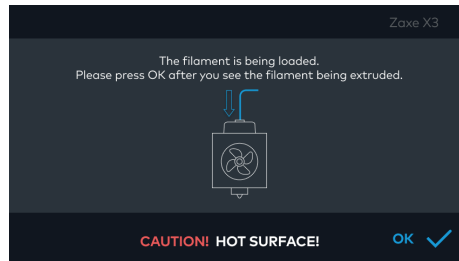 Zaxe X3
The filament is being loaded.
Please press OK after you see the filament being extruded.
CAUTION! HOT SURFACE!
OK